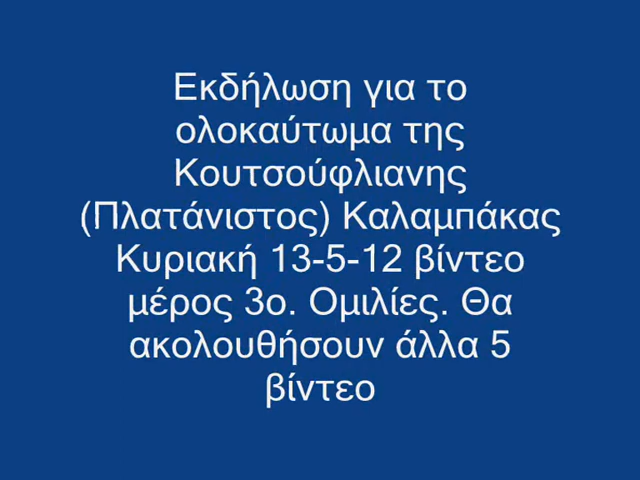 Εκδήλωση για το
ολοκαύτωμα της
Κουτσούφλιανης
(Πλατάνιστος) Καλαμπάκας
Κυριακή 13-5-12 βίντεο
μέρος 3ο. Ομιλίες. Θα
ακολουθήσουν άλλα 5
βίντεο